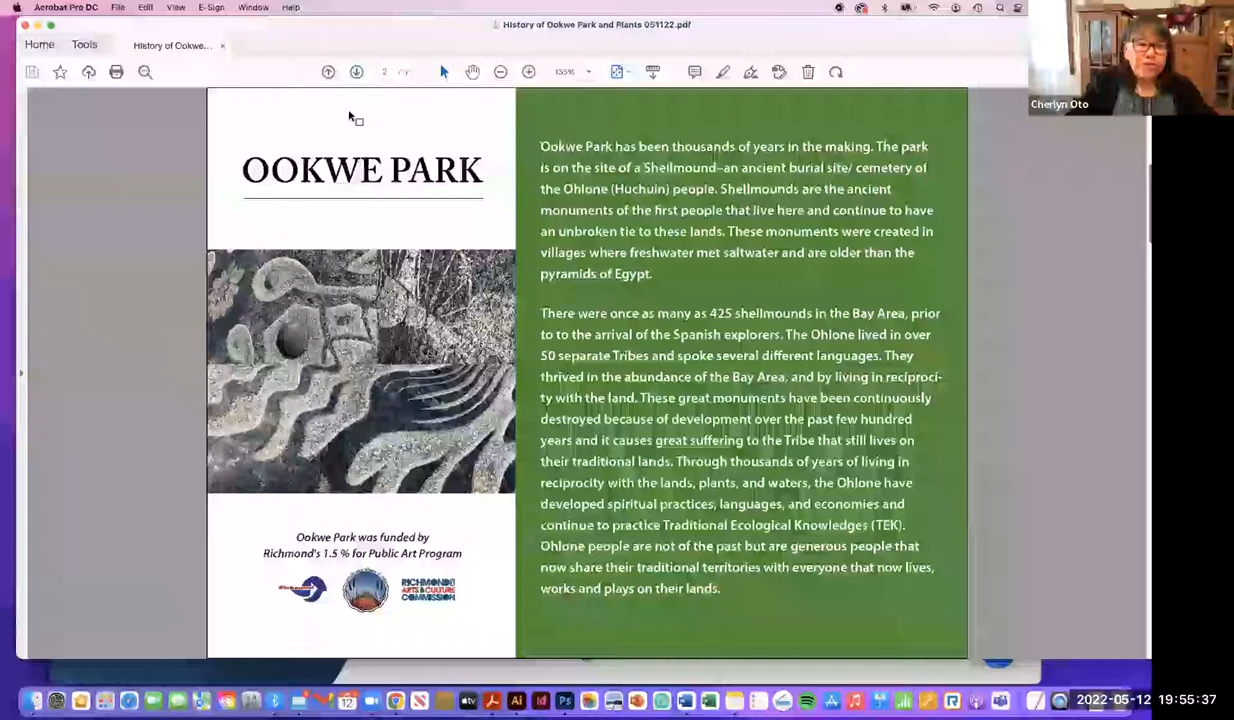 Acrobat Pro DC File Edit View E-Sign Window Help
History of Ookwe Park and Plants 051122.pdf
Home Tools History of Ookwe... ×
2 135%
Cherlyn Oto
OOKWE PARK
Ookwe Park was funded by
Richmond's 1.5 % for Public Art Program
RICHMOND
ARTS & CULTURE
COMMISSION
Ookwe Park has been thousands of years in the making. The park
is on the site of a Shellmound–an ancient burial site/ cemetery of
the Ohlone (Huchuin) people. Shellmounds are the ancient
monuments of the first people that live here and continue to have
an unbroken tie to these lands. These monuments were created in
villages where freshwater met saltwater and are older than the
pyramids of Egypt.
There were once as many as 425 shellmounds in the Bay Area, prior
to to the arrival of the Spanish explorers. The Ohlone lived in over
50 separate Tribes and spoke several different languages. They
thrived in the abundance of the Bay Area, and by living in reciproci-
ty with the land. These great monuments have been continuously
destroyed because of development over the past few hundred
years and it causes great suffering to the Tribe that still lives on
their traditional lands. Through thousands of years of living in
reciprocity with the lands, plants, and waters, the Ohlone have
developed spiritual practices, languages, and economies and
continue to practice Traditional Ecological Knowledges (TEK).
Ohlone people are not of the past but are generous people that
now share their traditional territories with everyone that now lives,
works and plays on their lands.
12
Ai Id Ps
2022-05-12 19:55:37